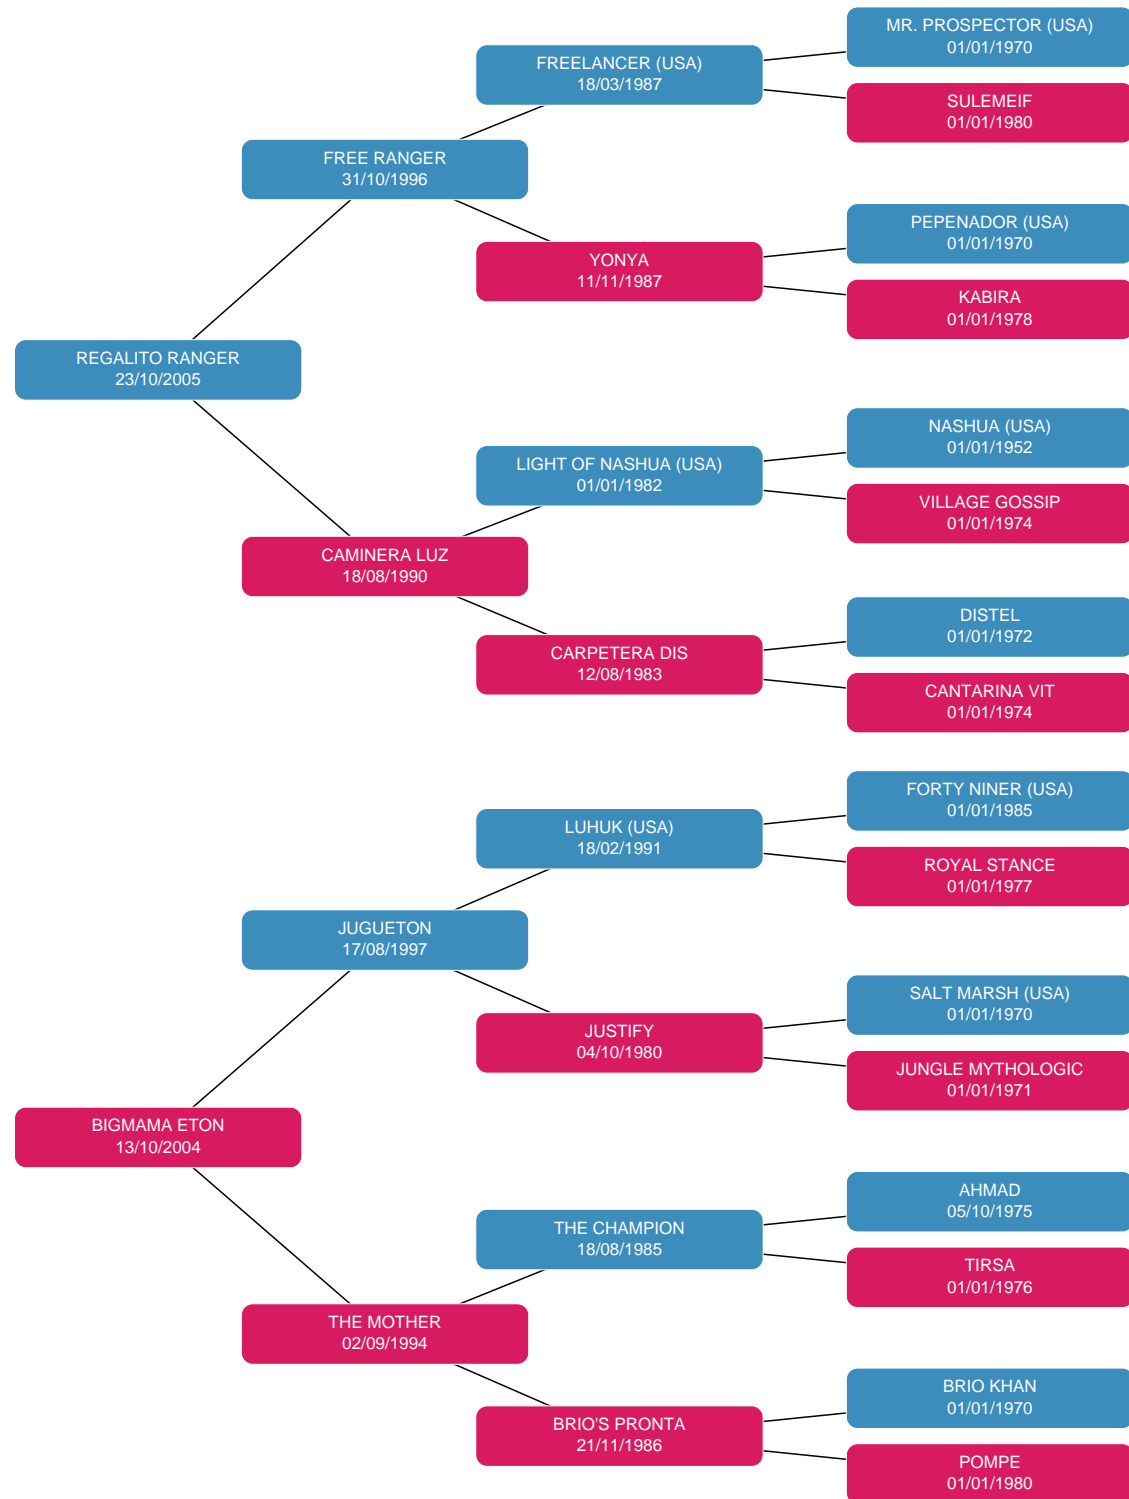 MR. PROSPECTOR (USA)
01/01/1970
FREELANCER (USA)
18/03/1987
SULEMEIF
01/01/1980
FREE RANGER
31/10/1996
PEPENADOR (USA)
01/01/1970
YONYA
11/11/1987
KABIRA
01/01/1978
REGALITO RANGER
23/10/2005
NASHUA (USA)
01/01/1952
LIGHT OF NASHUA (USA)
01/01/1982
VILLAGE GOSSIP
01/01/1974
CAMINERA LUZ
18/08/1990
DISTEL
01/01/1972
CARPETERA DIS
12/08/1983
CANTARINA VIT
01/01/1974
FORTY NINER (USA)
01/01/1985
LUHUK (USA)
18/02/1991
ROYAL STANCE
01/01/1977
JUGUETON
17/08/1997
SALT MARSH (USA)
01/01/1970
JUSTIFY
04/10/1980
JUNGLE MYTHOLOGIC
01/01/1971
BIGMAMA ETON
13/10/2004
AHMAD
05/10/1975
THE CHAMPION
18/08/1985
TIRSA
01/01/1976
THE MOTHER
02/09/1994
BRIO KHAN
01/01/1970
BRIO'S PRONTA
21/11/1986
POMPE
01/01/1980